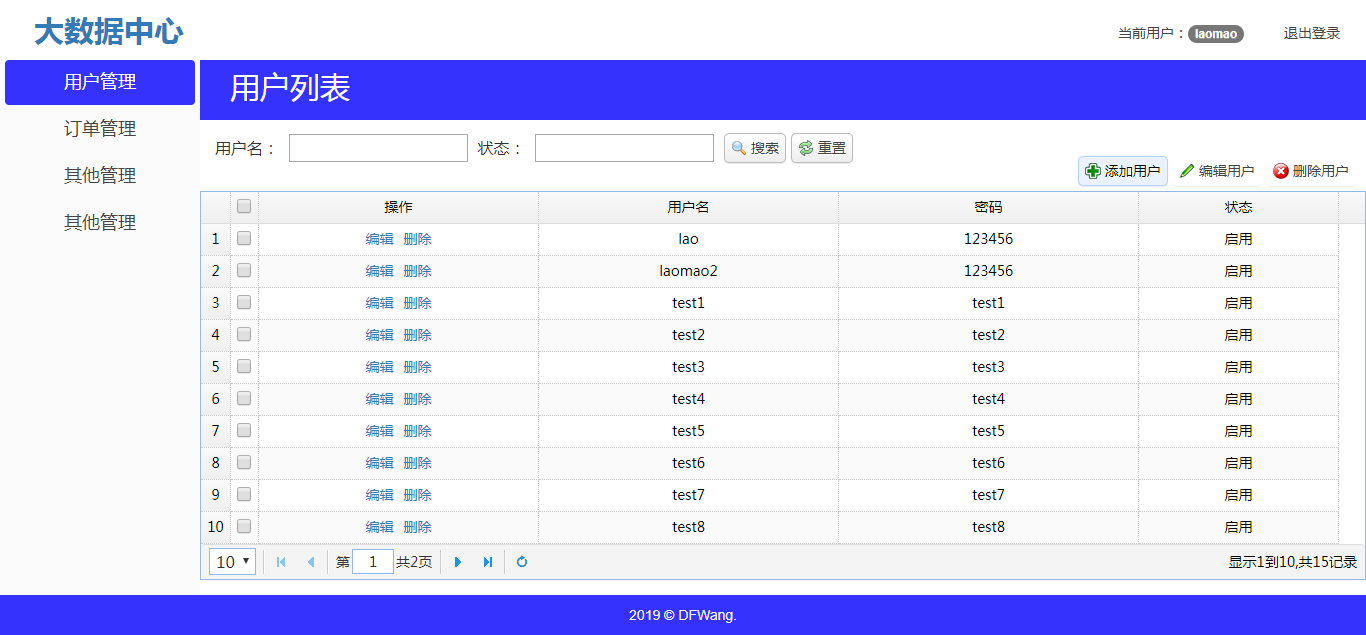 大数据中心
当前用户：laomao 退出登录
用户管理
订单管理
其他管理
其他管理
用户列表
用户名： 状态： 搜索 重置
添加用户 编辑用户 删除用户
操作 用户名 密码 状态
1 编辑 删除 lao 123456 启用
2 编辑 删除 laomao2 123456 启用
3 编辑 删除 test1 test1 启用
4 编辑 删除 test2 test2 启用
5 编辑 删除 test3 test3 启用
6 编辑 删除 test4 test4 启用
7 编辑 删除 test5 test5 启用
8 编辑 删除 test6 test6 启用
9 编辑 删除 test7 test7 启用
10 编辑 删除 test8 test8 启用
10 第 1 共2页 显示1到10,共15记录
2019 © DFWang.